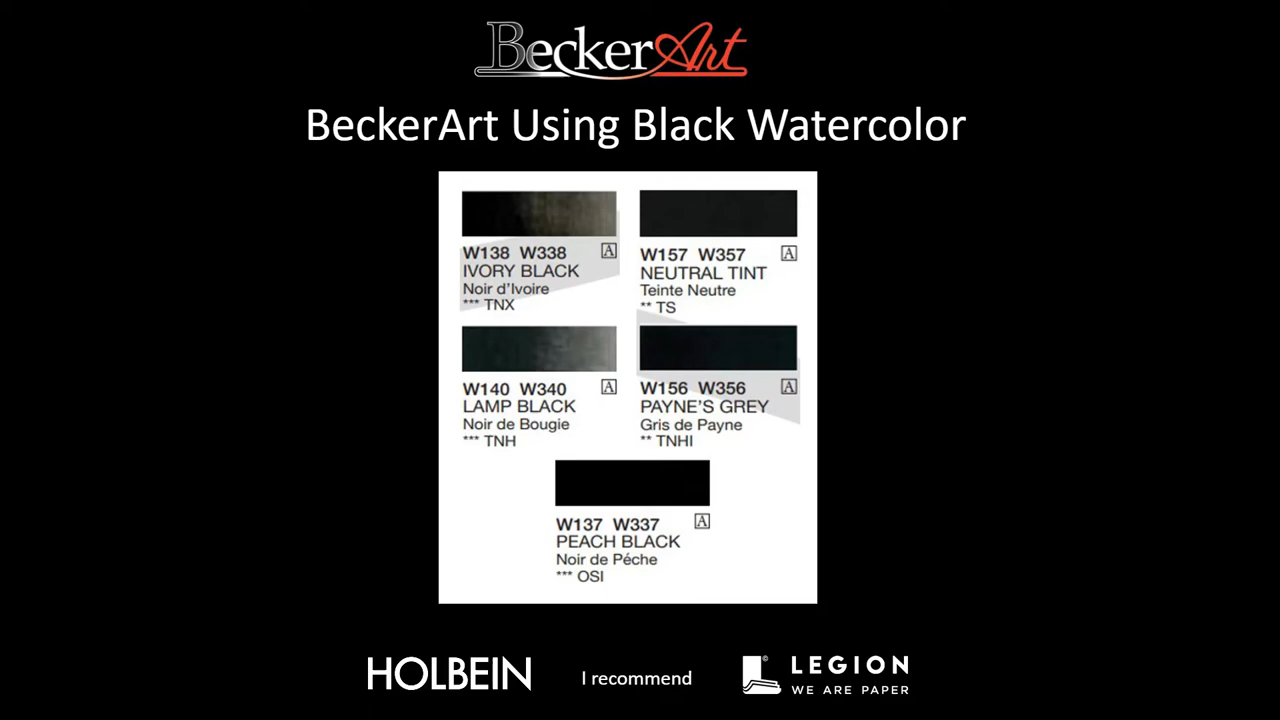 BeckerArt
BeckerArt Using Black Watercolor
W138 W338 A
IVORY BLACK
Noir d’Ivoire
*** TNX
W157 W357 A
NEUTRAL TINT
Teinte Neutre
** TS
W140 W340 A
LAMP BLACK
Noir de Bougie
*** TNH
W156 W356 A
PAYNE’S GREY
Gris de Payne
** TNHI
W137 W337 A
PEACH BLACK
Noir de Péche
*** OSI
HOLBEIN
I recommend
© LEGION
WE ARE PAPER